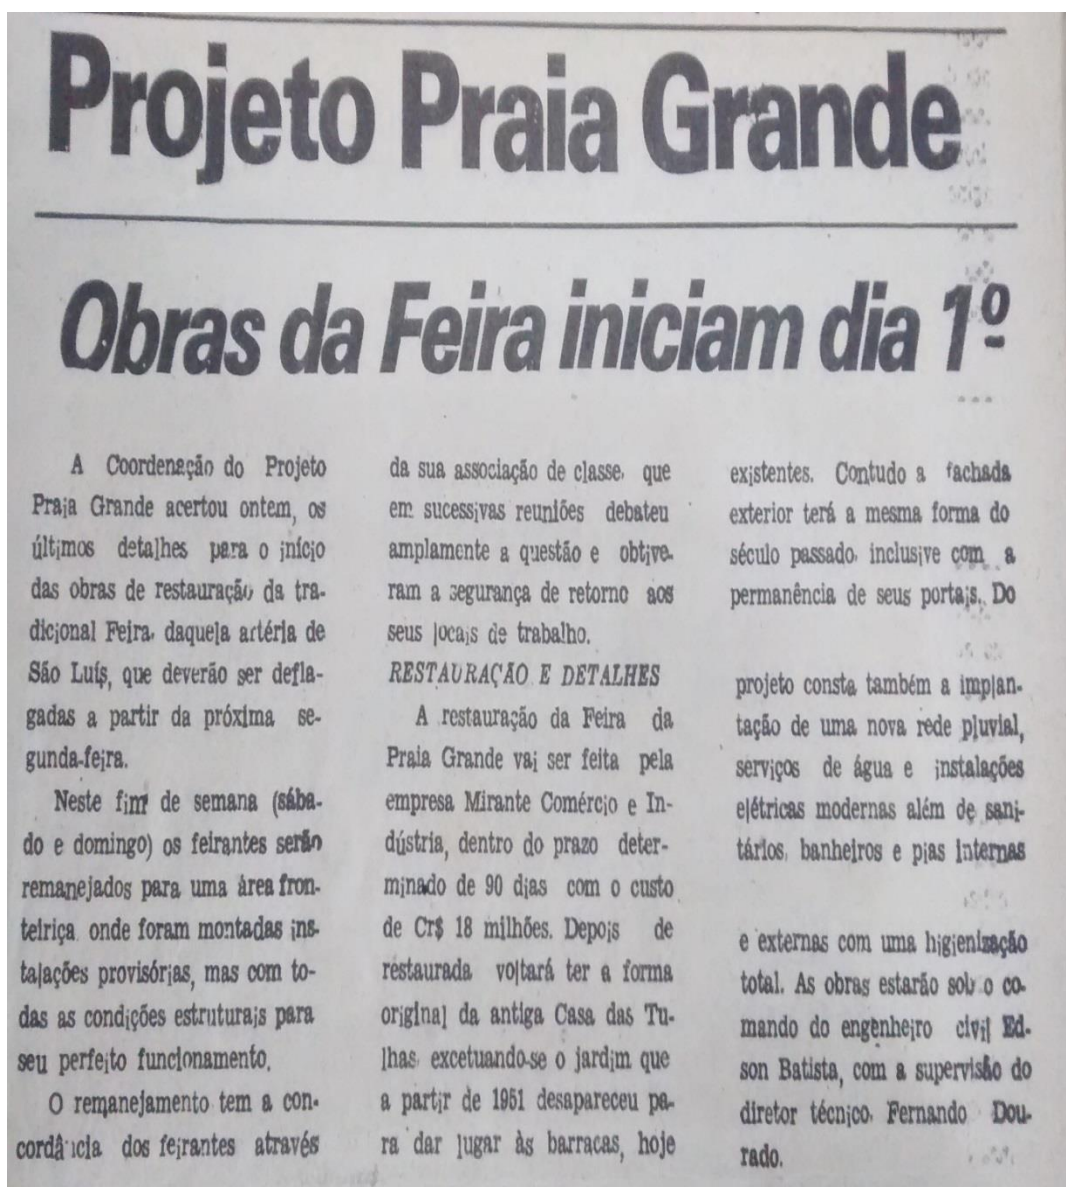 Projeto Praia Grande
Obras da Feira iniciam dia 1º
A Coordenação do Projeto
Praia Grande acertou ontem, os
últimos detalhes para o início
das obras de restauração da tra-
dicional Feira, daquela artéria de
São Luís, que deverão ser defla-
gadas a partir da próxima se-
gunda-feira.
Neste fim de semana (sába-
do e domingo) os feirantes serão
remanejados para uma área fron-
teiriça onde foram montadas ins-
talações provisórias, mas com to-
das as condições estruturais para
seu perfeito funcionamento.
O remanejamento tem a con-
cordância dos feirantes através
da sua associação de classe, que
em sucessivas reuniões debateu
amplamente a questão e obtive-
ram a segurança de retorno aos
seus locais de trabalho.
RESTAURAÇÃO E DETALHES
A restauração da Feira da
Praia Grande vai ser feita pela
empresa Mirante Comércio e In-
dústria, dentro do prazo deter-
minado de 90 dias com o custo
de Cr$ 18 milhões. Depois de
restaurada voltará ter a forma
original da antiga Casa das Tu-
lhas, excetuando-se o jardim que
a partir de 1951 desapareceu pa-
ra dar lugar às barracas, hoje
existentes. Contudo a fachada
exterior terá a mesma forma do
século passado, inclusive com a
permanência de seus portais. Do
projeto consta também a implan-
tação de uma nova rede pluvial,
serviços de água e instalações
elétricas modernas além de sani-
tários, banheiros e pias internas
e externas com uma higienização
total. As obras estarão sob o co-
mando do engenheiro civil Ed-
son Batista, com a supervisão do
diretor técnico, Fernando Dou-
rado.